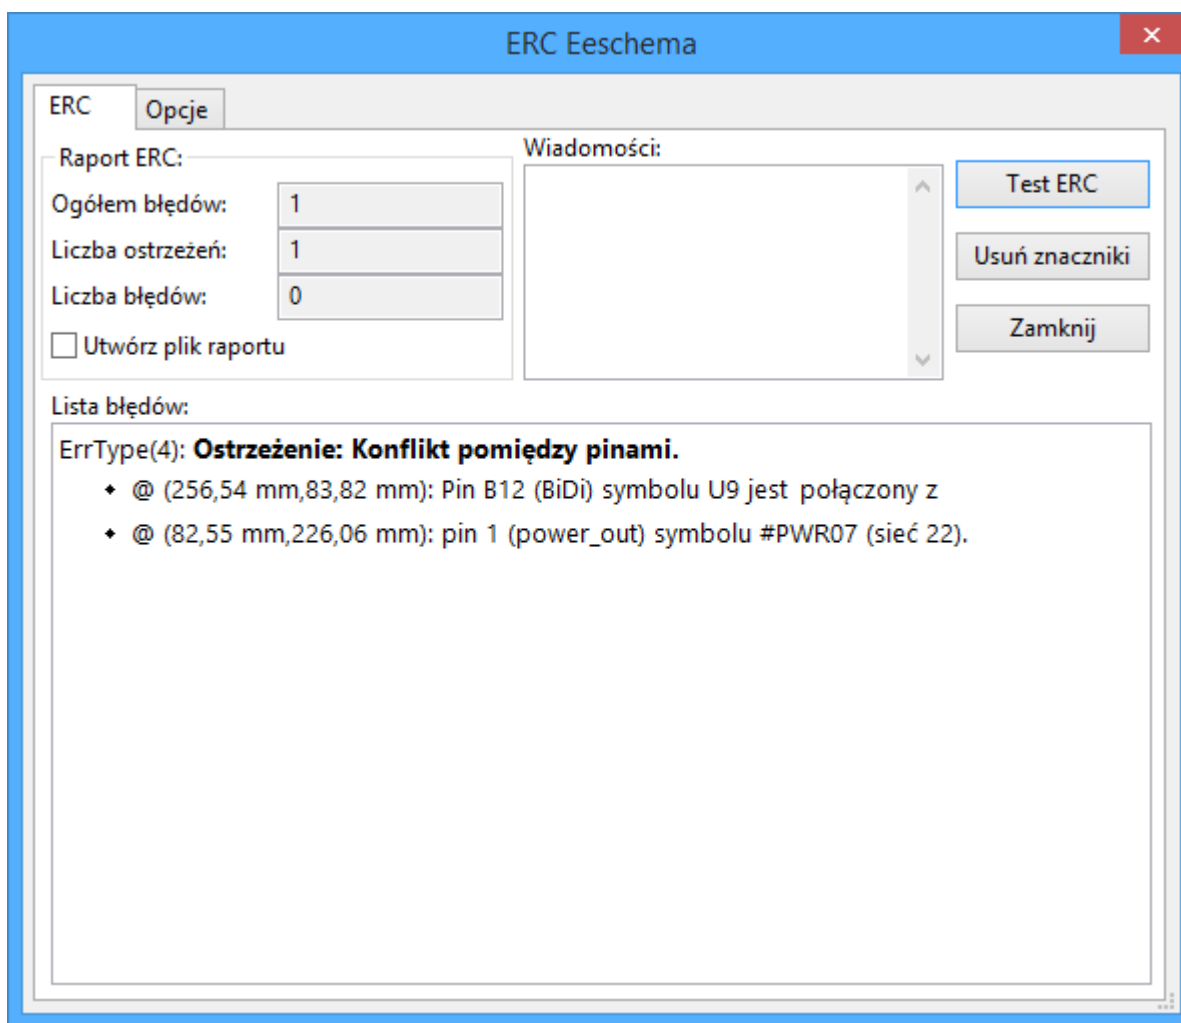 ERC Eeschema
×
ERC
Opcje
Raport ERC:
Ogółem błędów: 1
Liczba ostrzeżeń: 1
Liczba błędów: 0
Utwórz plik raportu
Wiadomości:
Test ERC
Usuń znaczniki
Zamknij
Lista błędów:
ErrType(4): Ostrzeżenie: Konflikt pomiędzy pinami.
• @ (256,54 mm,83,82 mm): Pin B12 (BiDi) symbolu U9 jest połączony z
• @ (82,55 mm,226,06 mm): pin 1 (power_out) symbolu #PWR07 (sieć 22).